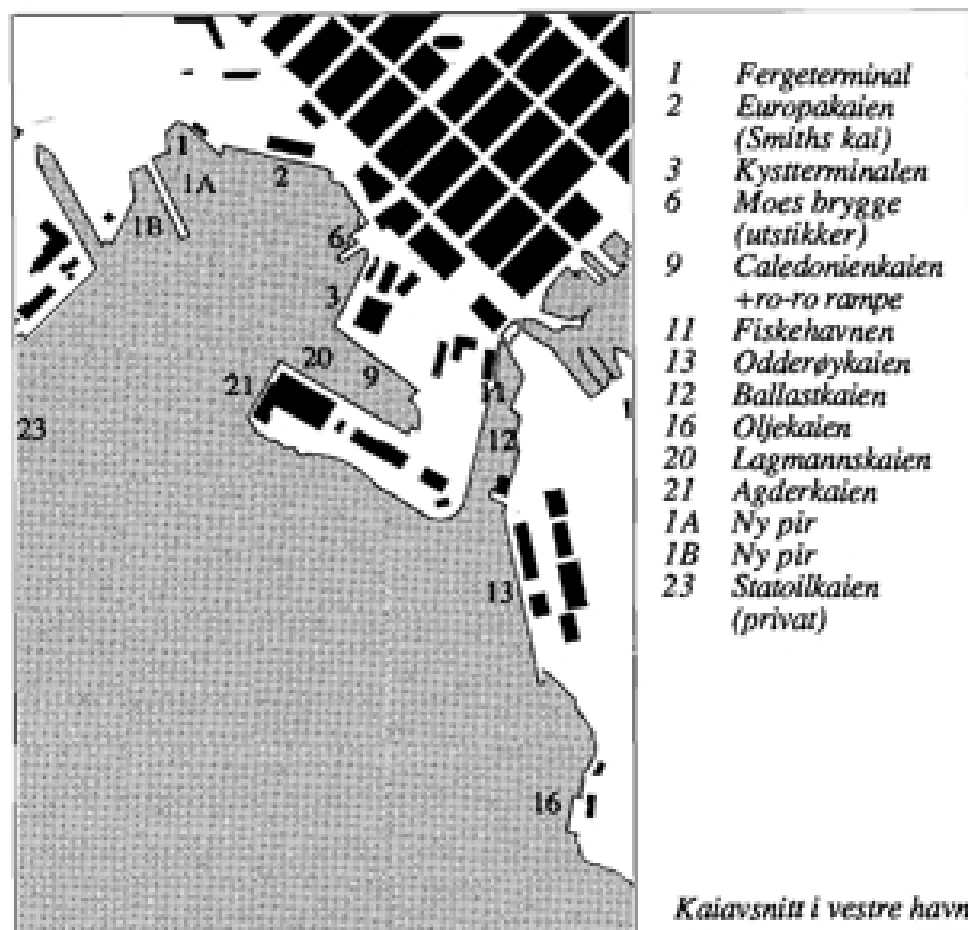 1
1A
1B
2
6
3
20
9
21
11
23
12
13
16
1 Fergeterminal
2 Europakaien
(Smiths kai)
3 Kystterminalen
6 Moes brygge
(utstikker)
9 Caledonienkaien
+ro-ro rampe
11 Fiskehavnen
13 Odderøykaien
12 Ballastkaien
16 Oljekaien
20 Lagmannskaien
21 Agderkaien
1A Ny pir
1B Ny pir
23 Statoilkaien
(privat)
Kaiavsnitt i vestre havn